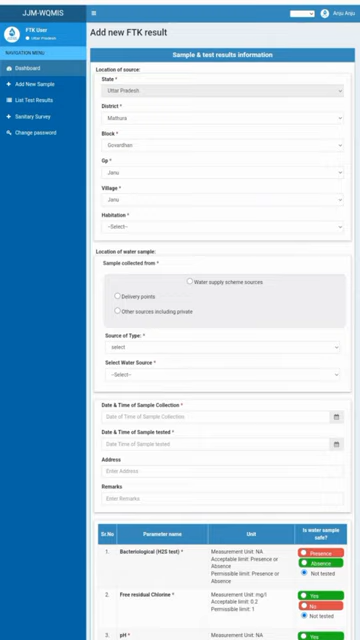 JJM-WQMIS
Anju Anju
FTK User
Uttar Pradesh
NAVIGATION MENU
Dashboard
Add New Sample
List Test Results
Sanitary Survey
Change password
Add new FTK result
Sample & test results information
Location of source:
State *
Uttar Pradesh
District *
Mathura
Block *
Govardhan
Gp *
Janu
Village *
Janu
Habitation *
--Select--
Location of water sample:
Sample collected from *
Water supply scheme sources
Delivery points
Other sources including private
Source of Type: *
select
Select Water Source *
--Select--
Date & Time of Sample Collection *
Date of Time of Sample Collection
Date & Time of Sample tested *
Date Time of Sample tested
Address
Enter Address
Remarks
Enter Remarks
Sr.No Parameter name Unit Is water sample safe?
1. Bacteriological (H2S test) * Measurement Unit: NA
Acceptable limit: Presence or
Absence
Permissible limit: Presence or
Absence
Presence
Absence
Not tested
2. Free residual Chlorine * Measurement Unit: mg/l
Acceptable limit: 0.2
Permissible limit: 1
Yes
No
Not tested
3. pH * Measurement Unit: NA
Yes